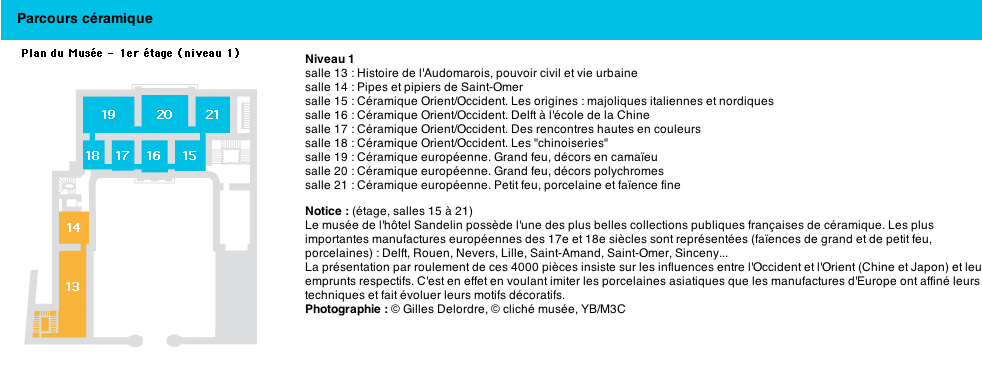 Parcours céramique
Plan du Musée - 1er étage (niveau 1)
19 20 21
18 17 16 15
14
13
Niveau 1
salle 13 : Histoire de l'Audomarois, pouvoir civil et vie urbaine
salle 14 : Pipes et pipiers de Saint-Omer
salle 15 : Céramique Orient/Occident. Les origines : majoliques italiennes et nordiques
salle 16 : Céramique Orient/Occident. Delft à l'école de la Chine
salle 17 : Céramique Orient/Occident. Des rencontres hautes en couleurs
salle 18 : Céramique Orient/Occident. Les "chinoiseries"
salle 19 : Céramique européenne. Grand feu, décors en camaïeu
salle 20 : Céramique européenne. Grand feu, décors polychromes
salle 21 : Céramique européenne. Petit feu, porcelaine et faïence fine
Notice : (étage, salles 15 à 21)
Le musée de l'hôtel Sandelin possède l'une des plus belles collections publiques françaises de céramique. Les plus
importantes manufactures européennes des 17e et 18e siècles sont représentées (faïences de grand et de petit feu,
porcelaines) : Delft, Rouen, Nevers, Lille, Saint-Amand, Saint-Omer, Sinceny...
La présentation par roulement de ces 4000 pièces insiste sur les influences entre l'Occident et l'Orient (Chine et Japon) et leu
emprunts respectifs. C'est en effet en voulant imiter les porcelaines asiatiques que les manufactures d'Europe ont affiné leurs
techniques et fait évoluer leurs motifs décoratifs.
Photographie : © Gilles Delordre, © cliché musée, YB/M3C